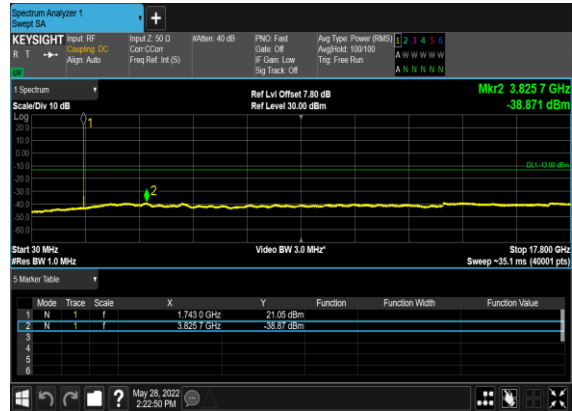 Spectrum Analyzer 1
Swept SA
+
KEYSIGHT Input: RF Input Z: 50 Ω #Atten: 40 dB PNO: Fast Avg Type: Power (RMS) 1 2 3 4 5 6
R T Coupling: DC Corr CCorr Gate: Off Avg|Hold: 100/100 A W W W W W
Align: Auto Freq Ref: Int (S) IF Gain: Low Trig: Free Run A N N N N N
Sig Track: Off
1 Spectrum Ref Lvl Offset 7.80 dB Mkr2 3.825 7 GHz
Scale/Div 10 dB Ref Level 30.00 dBm -38.871 dBm
Log
20.0
10.0
0.00
-10.0
-20.0
-30.0
-40.0
-50.0
-60.0
1
2
DL1 -13.00 dBm
Start 30 MHz Video BW 3.0 MHz* Stop 17.800 GHz
#Res BW 1.0 MHz Sweep ~35.1 ms (40001 pts)
5 Marker Table
Mode Trace Scale X Y Function Function Width Function Value
1 N 1 f 1.743 0 GHz 21.05 dBm
2 N 1 f 3.825 7 GHz -38.87 dBm
3
4
5
6
? May 28, 2022
2:22:50 PM